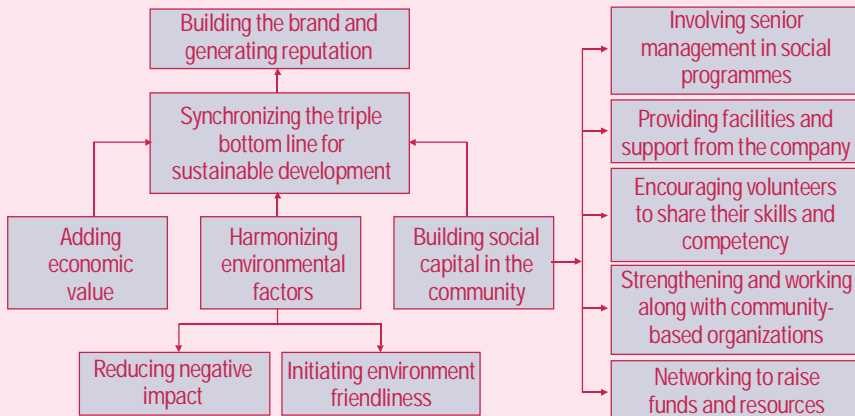 Building the brand and
generating reputation
Synchronizing the triple
bottom line for
sustainable development
Adding
economic
value
Harmonizing
environmental
factors
Building social
capital in the
community
Reducing negative
impact
Initiating environment
friendliness
Involving senior
management in social
programmes
Providing facilities and
support from the company
Encouraging volunteers
to share their skills and
competency
Strengthening and working
along with community-
based organizations
Networking to raise
funds and resources